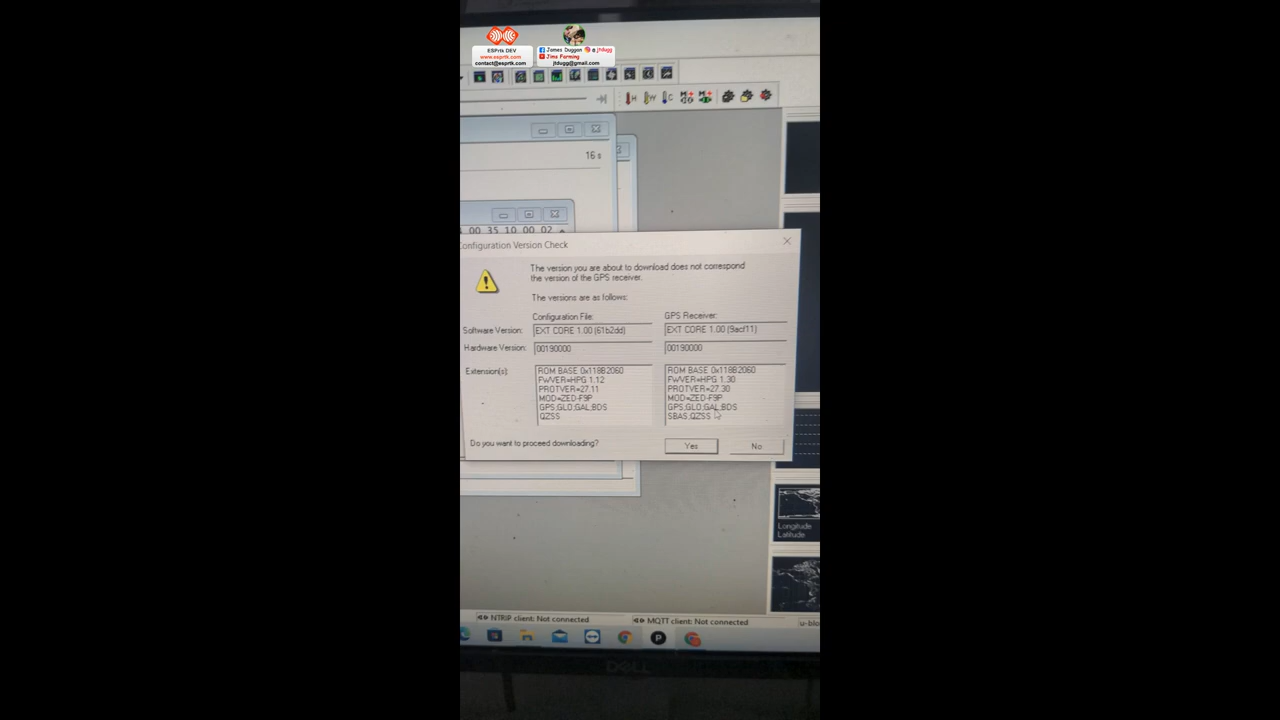 ESPrtk DEV
www.esprtk.com
contact@esprtk.com
James Duggan @jhdugg
Jims Farming
jhdugg@gmail.com
16 s
00 35 10 00 02
Configuration Version Check
The version you are about to download does not correspond
the version of the GPS receiver.
The versions are as follows:
Configuration File:
GPS Receiver:
Software Version:
EXT CORE 1.00 (61b2dd)
EXT CORE 1.00 (9acf11)
Hardware Version:
00190000
00190000
Extension(s):
ROM BASE 0x118B2060
FWVER=HPG 1.12
PROTVER=27.11
MOD=ZED-F9P
GPS;GLO;GAL;BDS
QZSS
ROM BASE 0x118B2060
FWVER=HPG 1.30
PROTVER=27.30
MOD=ZED-F9P
GPS;GLO;GAL;BDS
SBAS;QZSS
Do you want to proceed downloading?
Yes
No
Longitude
Latitude
NTRIP client: Not connected
MQTT client: Not connected
u-blo
DELL